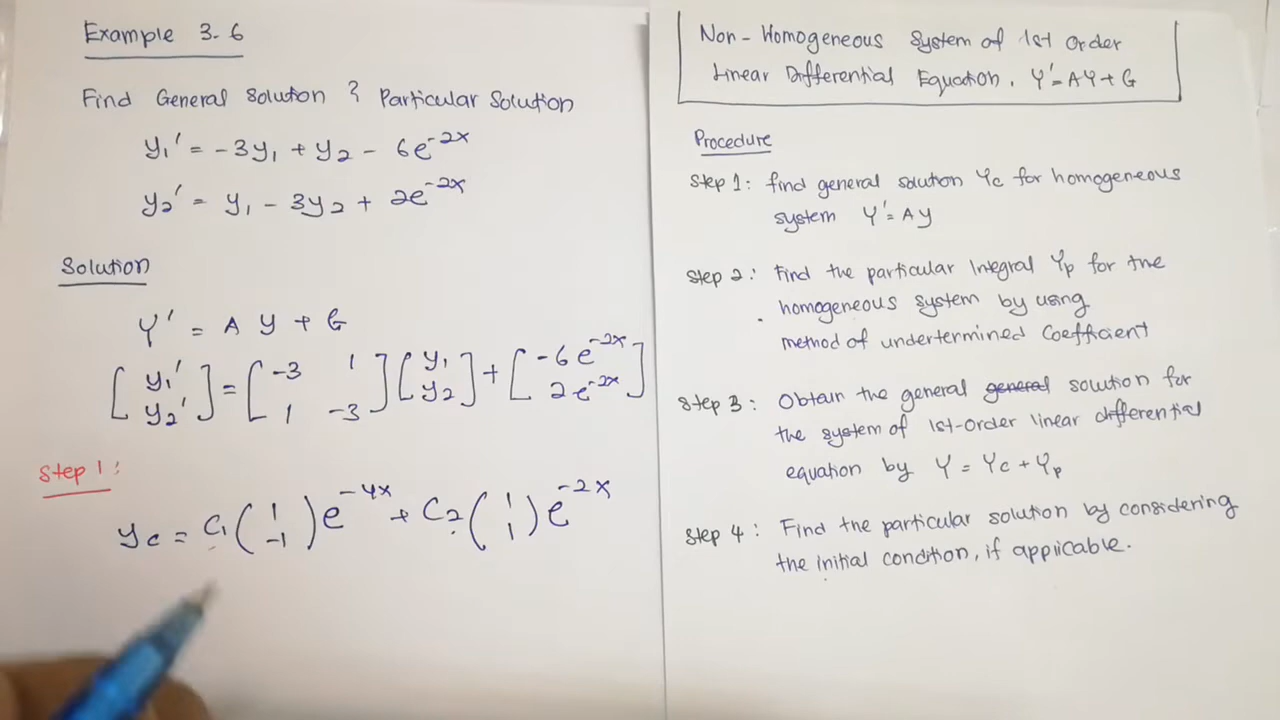 Example 3.6
Find General Solution ? Particular Solution
y₁' = -3y₁ + y₂ - 6e^{-2x}
y₂' = y₁ - 3y₂ + 2e^{-2x}
Solution
Y' = A Y + G
[y₁' y₂'] = [-3 1 1 -3] [y₁ y₂] + [-6e^{-2x} 2e^{-2x}]
Step 1:
yc = C₁ (1 -1) e^{-4x} + C₂ (1 1) e^{-2x}
Non-Homogeneous System of 1st Order
Linear Differential Equation. Y' = AY + G
Procedure
Step 1: find general solution Yc for homogeneous
system Y' = Ay
Step 2: Find the particular Integral Yp for the
homogeneous system by using
method of undertermined Coefficient
Step 3: Obtain the general general solution for
the system of 1st-Order linear differential
equation by Y = Yc + Yp
Step 4: Find the particular solution by considering
the initial condition, if applicable.